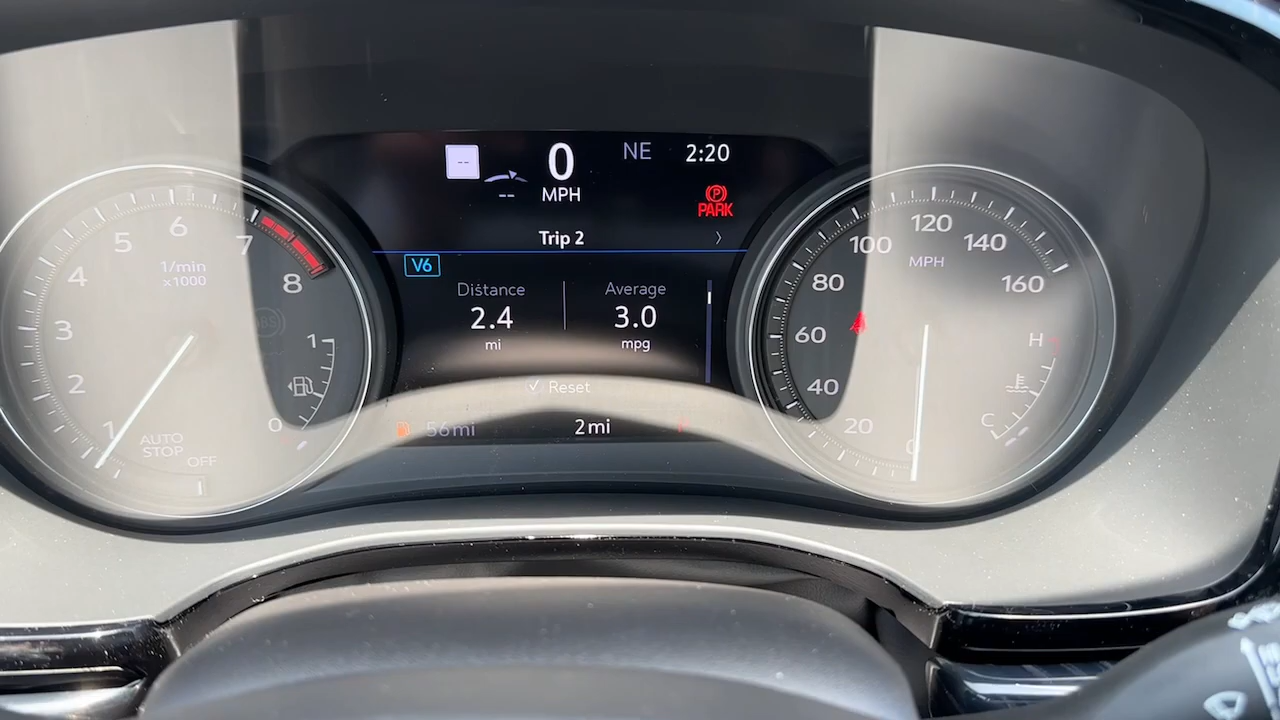 --
0
NE
2:20
--
MPH
PARK
Trip 2
V6
Distance
Average
2.4
3.0
mi
mpg
Reset
56mi
2mi
1
2
3
4
5
6
7
8
1/min
x1000
AUTO
STOP
OFF
1
0
0
20
40
60
80
100
120
140
160
MPH
H
C